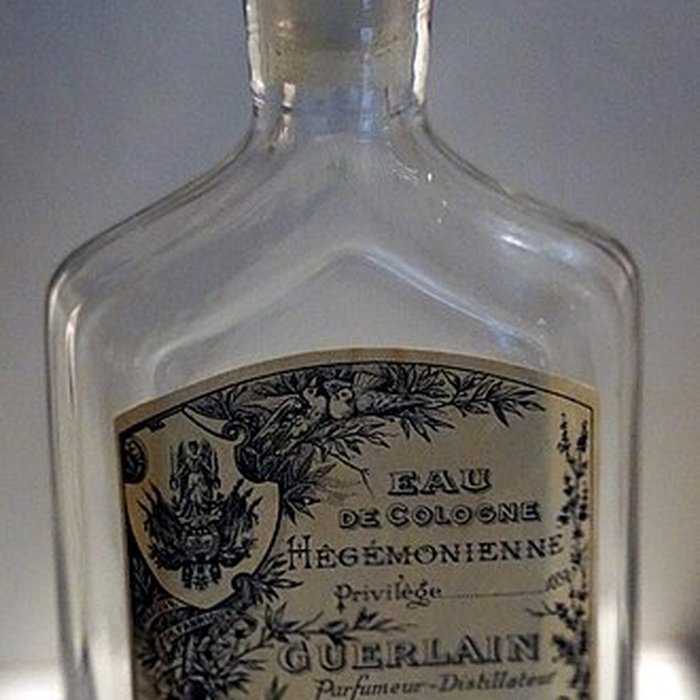 EAU
DE COLOGNE
HÉGÉMONIENNE
Privilège
GUERLAIN
Parfumeur-Distillateur